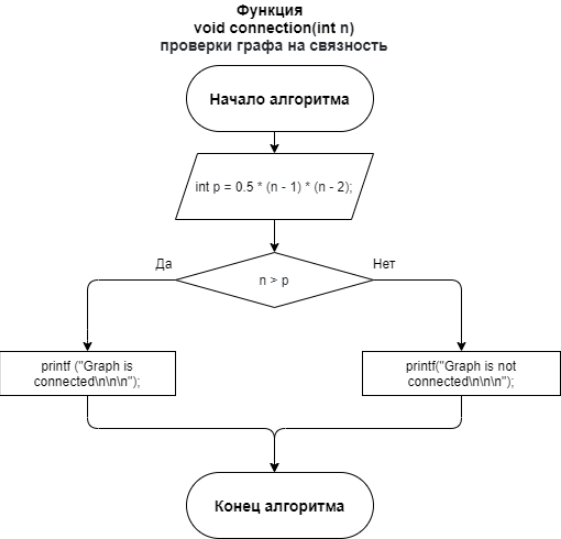 Функция
void connection(int n)
проверки графа на связность
Начало алгоритма
int p = 0.5 * (n - 1) * (n - 2);
Да
Нет
n > p
printf ("Graph is
connected\n\n\n");
printf("Graph is not
connected\n\n\n");
Конец алгоритма